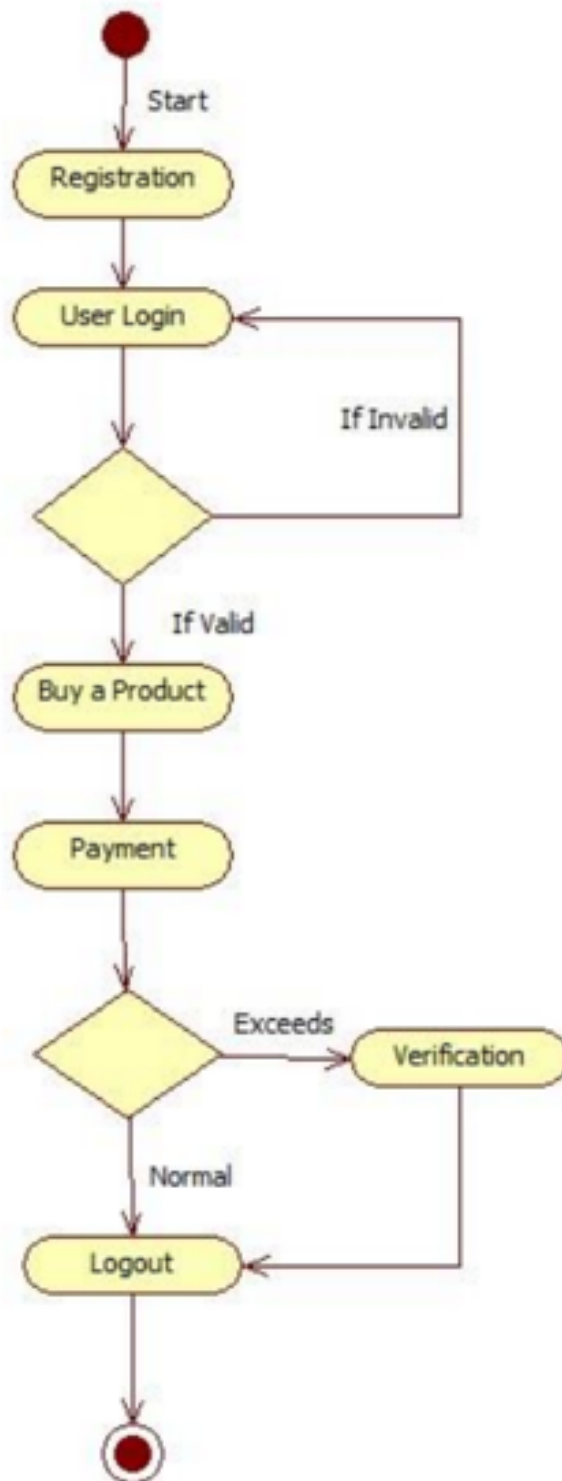 Start
Registration
User Login
If Invalid
If Valid
Buy a Product
Payment
Exceeds
Verification
Normal
Logout